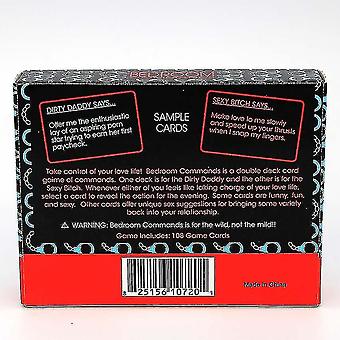 BEDROOM
DIRTY DADDY SAYS...
Offer me the enthusiastic
lay of an aspiring porn
star trying to earn her first
paycheck.
SAMPLE
CARDS
SEXY BITCH SAYS...
Make love to me slowly
and speed up your thrusts
when I snap my fingers.
Take control of your love life! Bedroom Commands is a double deck card
game of commands. One deck is for the Dirty Daddy and the other is for the
Sexy Bitch. Whenever either of you feels like taking charge of your love life,
select a card to reveal the action for the evening. Some cards are funny, fun,
and sexy. Other cards offer unique sex suggestions for bringing some variety
back into your relationship.
⚠ WARNING: Bedroom Commands is for the wild, not the mild!!
Game Includes: 108 Game Cards
8 25156 10720 1
Made in China